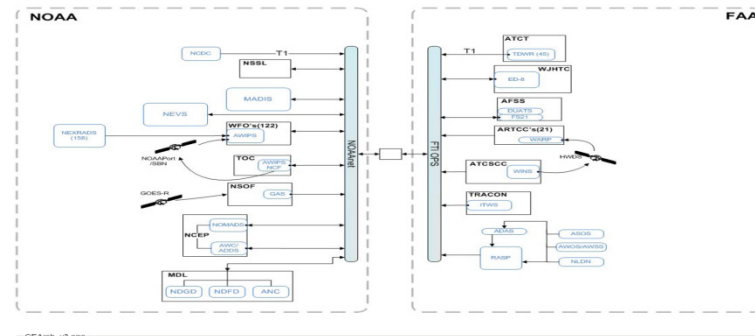 NOAA
NCDC
T1
NSSL
MADIS
NEVS
WFO's(122)
AWIPS
NEXRADS
(158)
NOAAPort
/SBN
TOC
AWIPS
NCF
GOES-R
NSOF
GAS
NCEP
NOMADS
AWC/
ADDS
MDL
NDGD
NDFD
ANC
NOAAnet
FTI OPS
FAA
ATCT
T1
TDWR (45)
WJHTC
ED-8
AFSS
DUATS
FS21
ARTCC's(21)
WARP
HWDS
ATCSCC
WINS
TRACON
ITWS
ADAS
ASOS
AWOS/AWSS
RASP
NLDN